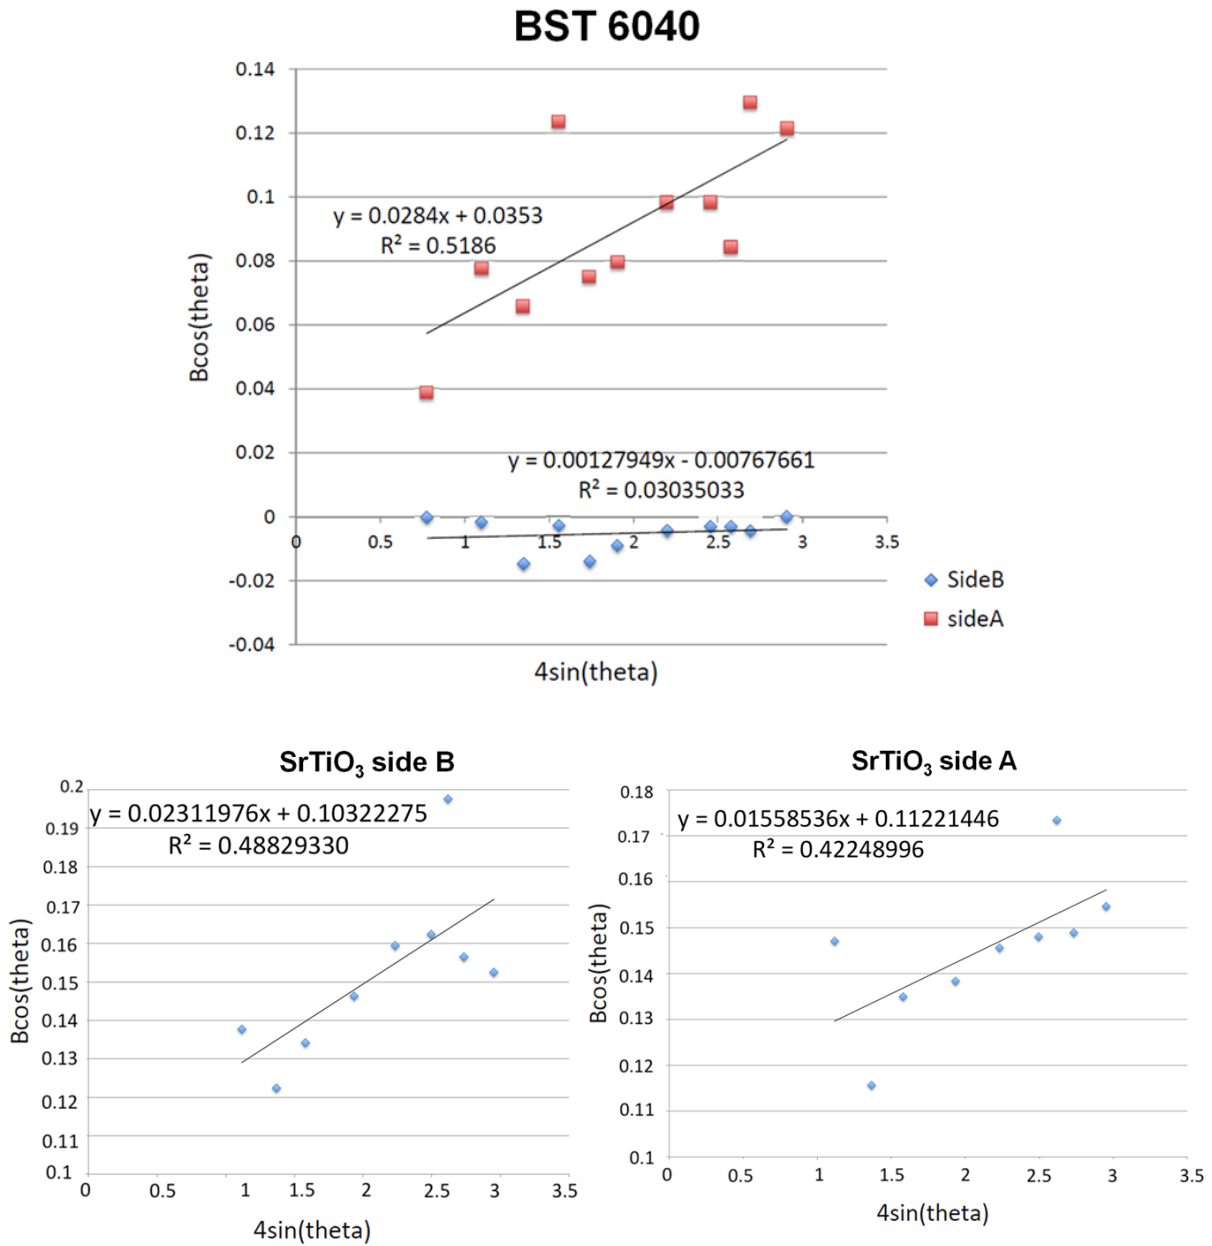 BST 6040
0.14
0.12
0.1
0.08
0.06
0.04
0.02
0
-0.02
-0.04
Bcos(theta)
y = 0.0284x + 0.0353
R² = 0.5186
y = 0.00127949x - 0.00767661
R² = 0.03035033
0 0.5 1 1.5 2 2.5 3 3.5
4sin(theta)
SideB
sideA
SrTiO₃ side B
0.2
0.19
0.18
0.17
0.16
0.15
0.14
0.13
0.12
0.11
0.1
Bcos(theta)
y = 0.02311976x + 0.10322275
R² = 0.48829330
0 0.5 1 1.5 2 2.5 3 3.5
4sin(theta)
SrTiO₃ side A
0.18
0.17
0.16
0.15
0.14
0.13
0.12
0.11
0.1
Bcos(theta)
y = 0.01558536x + 0.11221446
R² = 0.42248996
0 0.5 1 1.5 2 2.5 3 3.5
4sin(theta)